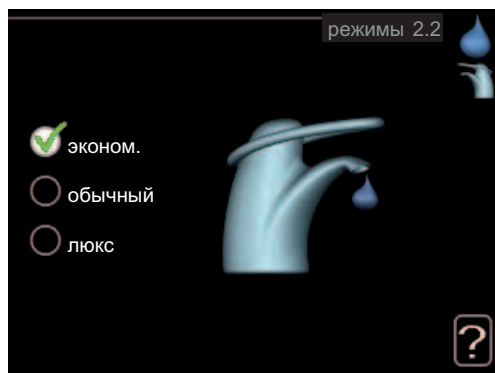 режимы 2.2
эконом.
обычный
люкс
?